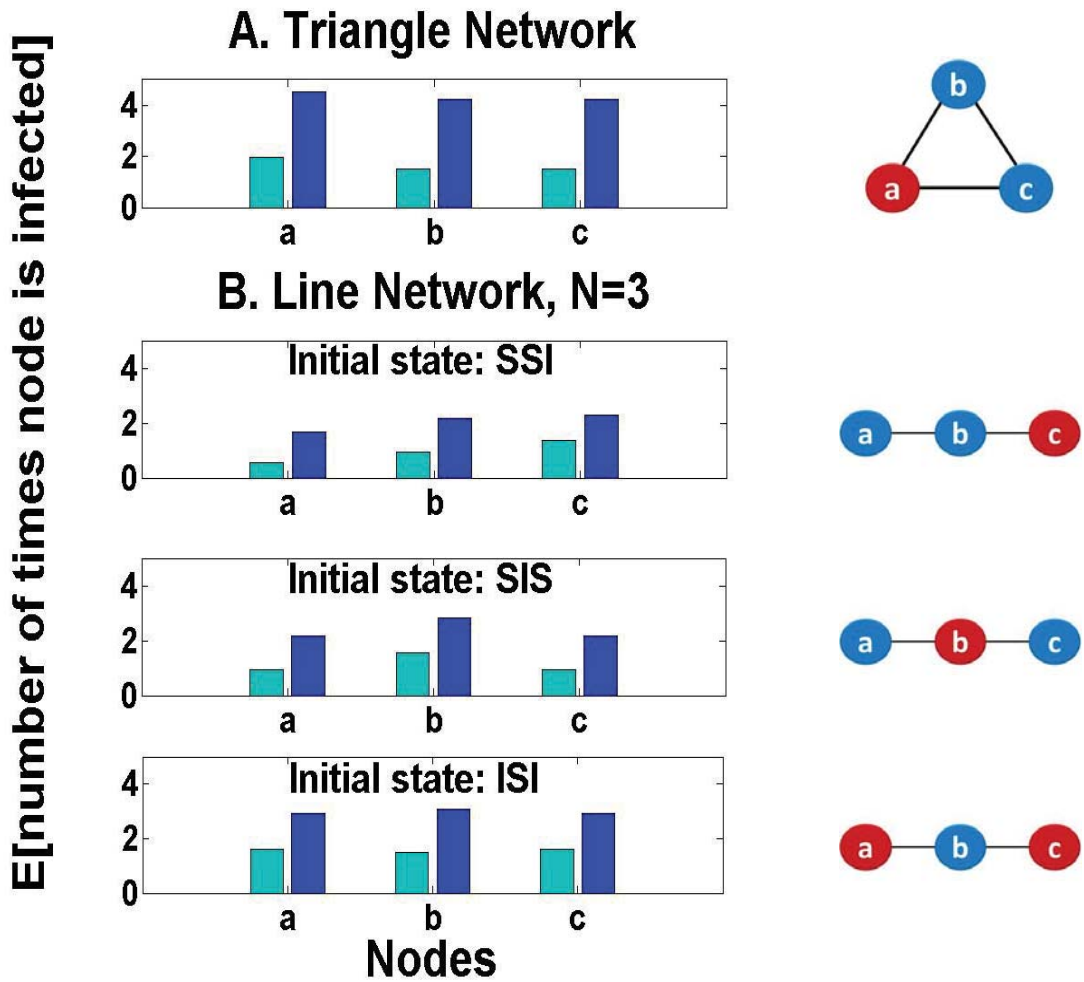 E[number of times node is infected]
A. Triangle Network
4
2
0
a b c
b
a c
B. Line Network, N=3
Initial state: SSI
4
2
0
a b c
a b c
Initial state: SIS
4
2
0
a b c
a b c
Initial state: ISI
4
2
0
a b c
a b c
Nodes